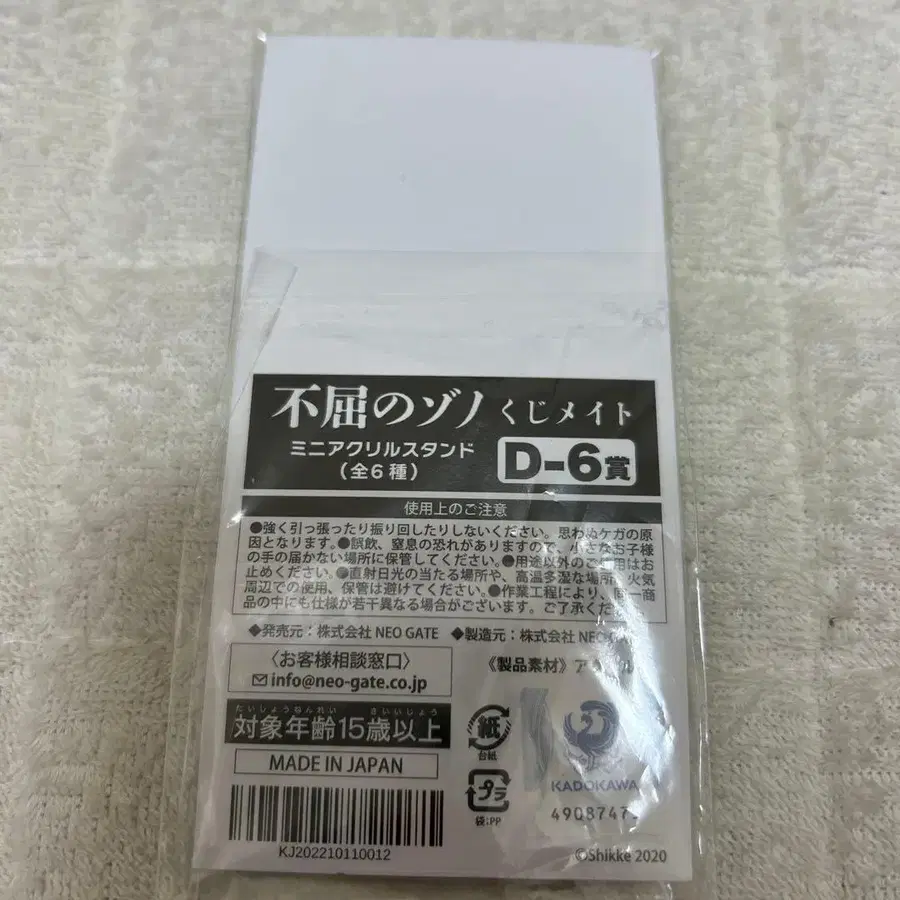 不屈のゾノ くじメイト
ミニアクリルスタンド
(全6種)
D-6賞
使用上のご注意
●強く引っ張ったり振り回したりしないください。思わぬケガの原
因となります。●誤飲、窒息の恐れがありますので、小さなお子様
の手の届かない場所に保管してください。●用途以外のご使用はお
止めください。●直射日光の当たる場所や、高温多湿な場所、火気
周辺での使用、保管は避けてください。●作業工程により、同一商
品の中にも仕様が若干異なる場合がございます。ご了承くだ
◆発売元:株式会社 NEO GATE ◆製造元:株式会社 NEO GA
〈お客様相談窓口〉
info@neo-gate.co.jp
《製品素材》
たいしょうねんれい さいいじょう
対象年齢15歳以上
MADE IN JAPAN
KJ202210110012
紙
台紙
プラ
袋:PP
KADOKAWA
4908747
©Shikke 2020